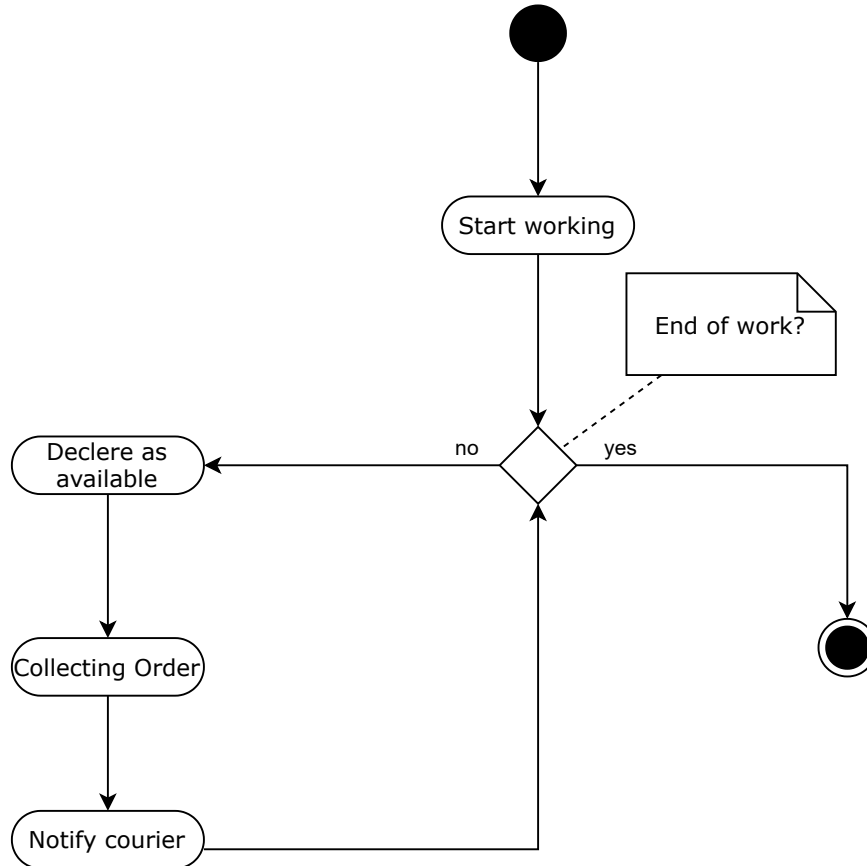 Start working
End of work?
no
yes
Declere as
available
Collecting Order
Notify courier